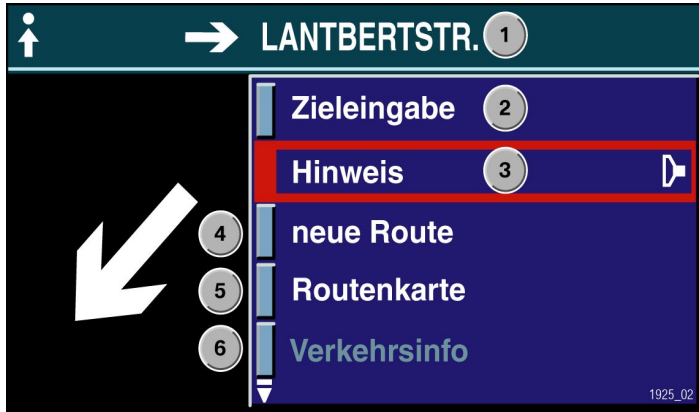 LANTBERTSTR. 1
Zieleingabe 2
Hinweis 3
4 neue Route
5 Routenkarte
6 Verkehrsinfo
1925_02